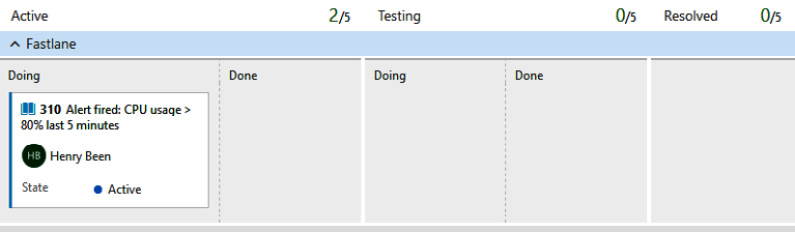 Active 2/5 Testing 0/5 Resolved 0/5
Fastlane
Doing Done Doing Done
310 Alert fired: CPU usage >
80% last 5 minutes
HB Henry Been
State Active